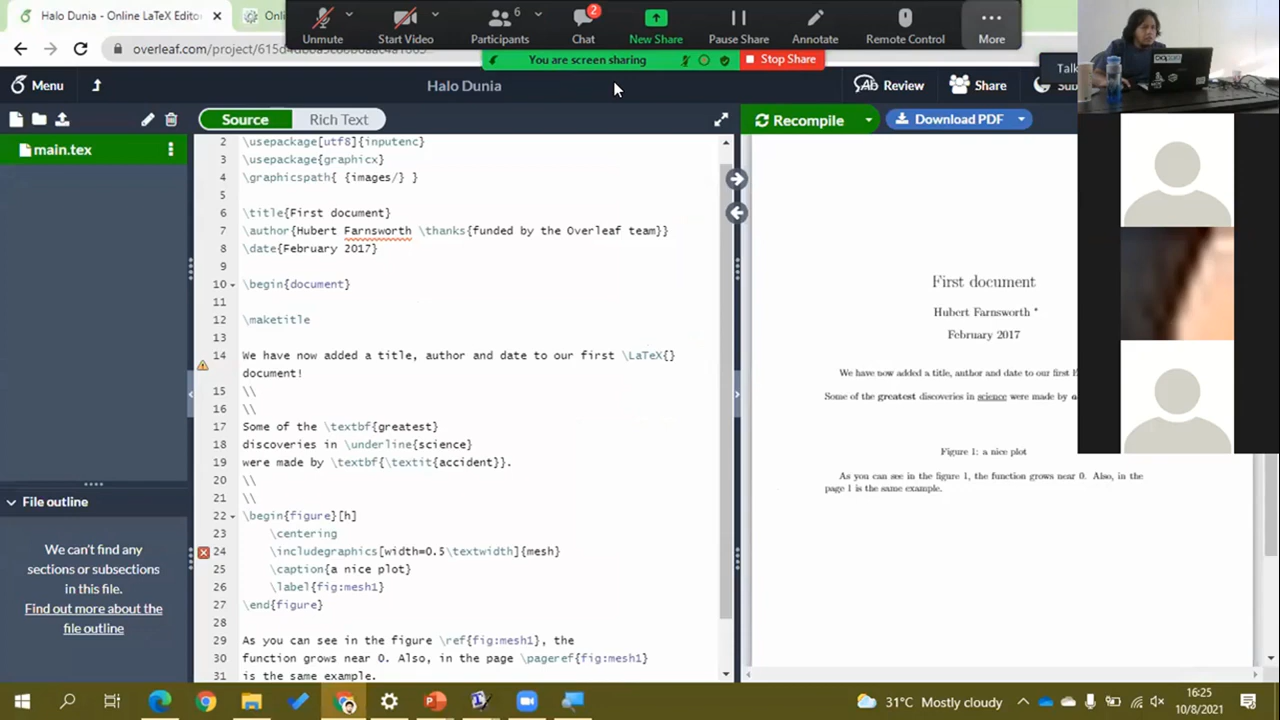 Halo Dunia - Online LaTeX Editor
Onlin
Unmute
Start Video
Participants
6
Chat
2
New Share
Pause Share
Annotate
Remote Control
More
You are screen sharing
Stop Share
Menu
Halo Dunia
Review
Share
Talk
Source
Rich Text
Recompile
Download PDF
main.tex
2 \usepackage[utf8]{inputenc}
3 \usepackage{graphicx}
4 \graphicspath{ {images/} }
5
6 \title{First document}
7 \author{Hubert Farnsworth \thanks{funded by the Overleaf team}}
8 \date{February 2017}
9
10 \begin{document}
11
12 \maketitle
13
14 We have now added a title, author and date to our first \LaTeX{}
document!
15 \\
16 \\
17 Some of the \textbf{greatest}
18 discoveries in \underline{science}
19 were made by \textbf{\textit{accident}}.
20 \\
21 \\
22 \begin{figure}[h]
23 \centering
24 \includegraphics[width=0.5\textwidth]{mesh}
25 \caption{a nice plot}
26 \label{fig:mesh1}
27 \end{figure}
28
29 As you can see in the figure \ref{fig:mesh1}, the
30 function grows near 0. Also, in the page \pageref{fig:mesh1}
31 is the same example.
File outline
We can't find any
sections or subsections
in this file.
Find out more about the
file outline
First document
Hubert Farnsworth *
February 2017
We have now added a title, author and date to our first
Some of the greatest discoveries in science were made by
Figure 1: a nice plot
As you can see in the figure 1, the function grows near 0. Also, in the
page 1 is the same example.
31°C Mostly cloudy
16:25
10/8/2021